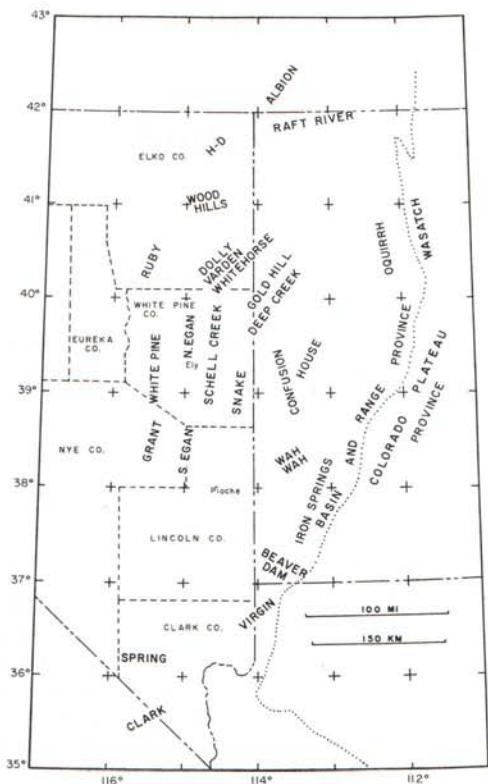 43°
ALBION
42°
RAFT RIVER
H-D
ELKO CO.
41°
WOOD
HILLS
WASATCH
OQUIRRH
RUBY
DOLLY
VARDEN
WHITEHORSE
GOLD HILL
DEEP CREEK
40°
WHITE PINE
CO.
EUREKA
CO.
WHITE PINE
N. EGAN
Ely
SCHELL CREEK
SNAKE
CONFUSION
HOUSE
39°
BASIN AND RANGE PROVINCE
COLORADO PLATEAU
PROVINCE
GRANT
S. EGAN
NYE CO.
WAH
WAH
IRON SPRINGS
38°
Pioche
LINCOLN CO.
BEAVER
DAM
37°
VIRGIN
100 MI
CLARK CO.
150 KM
SPRING
36°
CLARK
35°
116°
114°
112°